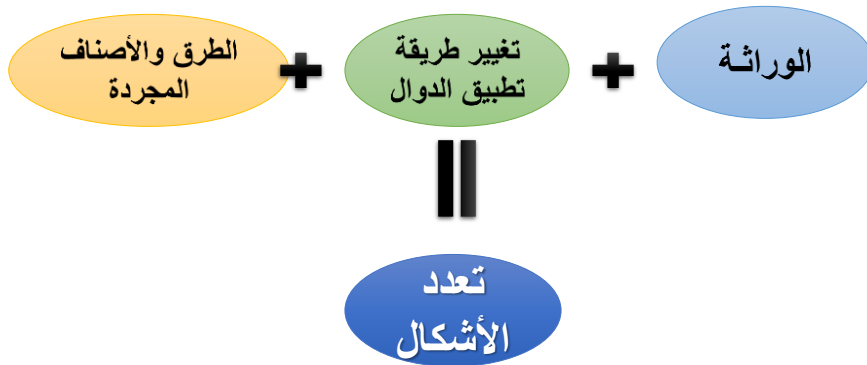 الوراثـة
+
تغيير طريقة
تطبيق الدوال
+
الطرق والأصناف
المجردة
=
تعدد
الأشكال